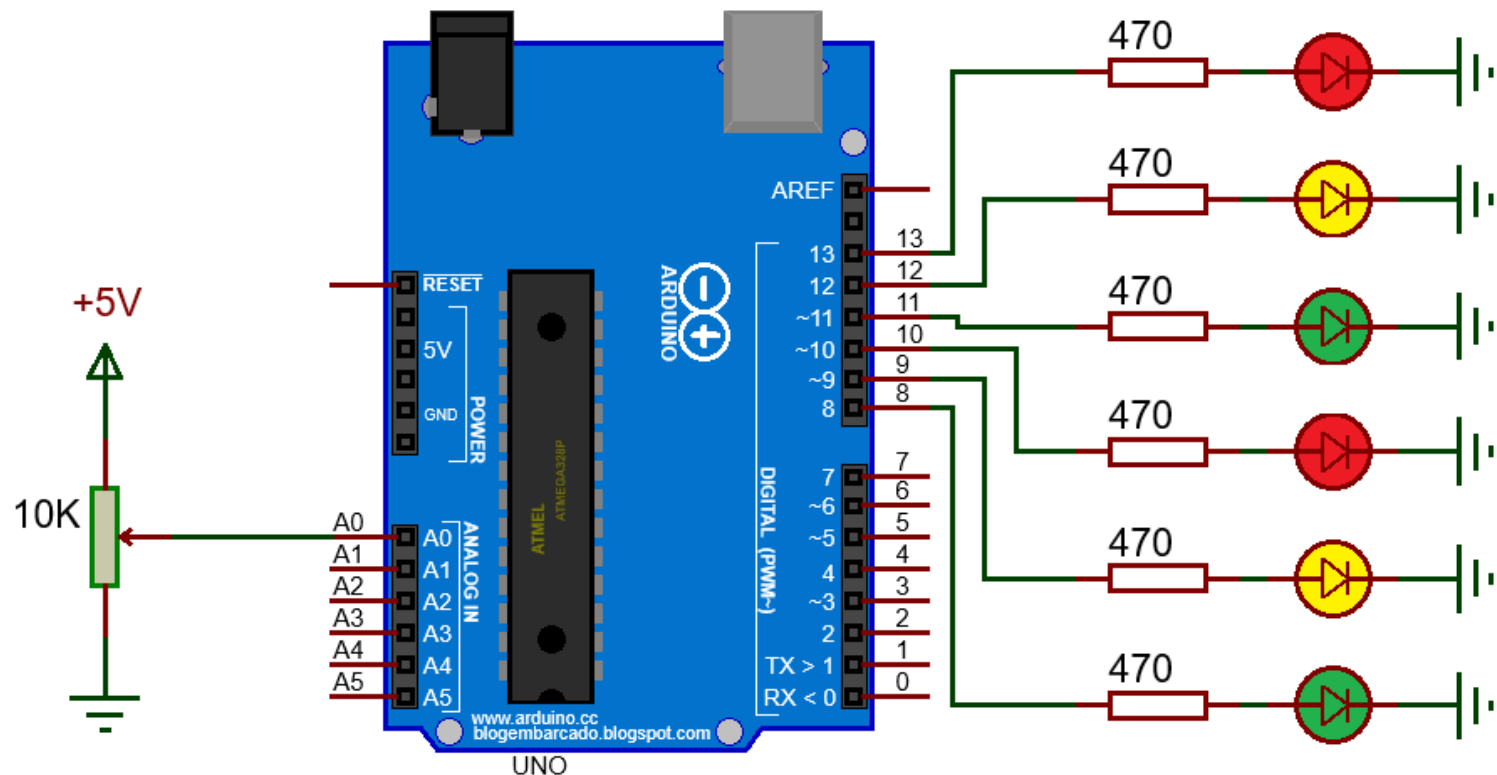 +5V
10K
A0
A1
A2
A3
A4
A5
RESET
5V
GND
POWER
A0
A1
A2
A3
A4
A5
ANALOG IN
ATMEL
ATMEGA328P
ARDUINO
AREF
13
12
~11
~10
~9
8
7
~6
~5
4
~3
2
TX > 1
RX < 0
DIGITAL (PWM~)
www.arduino.cc
blogembarcado.blogspot.com
UNO
13
12
11
10
9
8
7
6
5
4
3
2
1
0
470
470
470
470
470
470